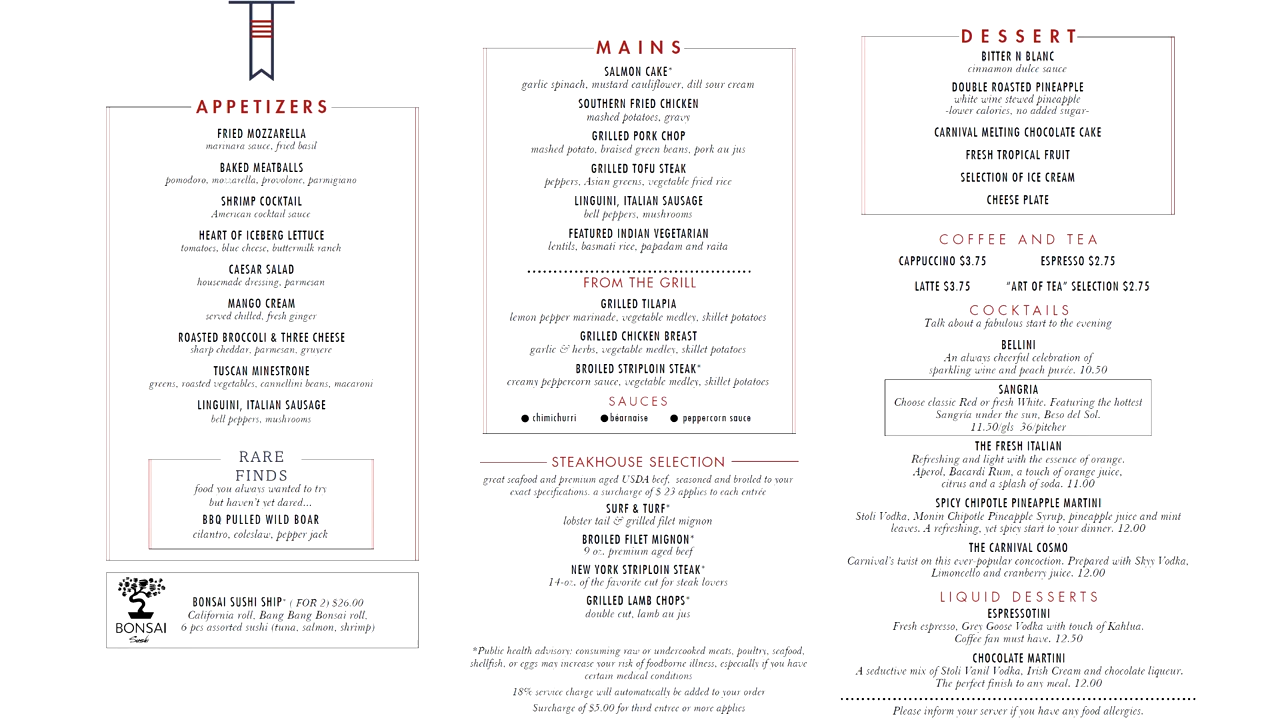 APPETIZERS
FRIED MOZZARELLA
marinara sauce, fried basil
BAKED MEATBALLS
pomodoro, mozzarella, provolone, parmigiano
SHRIMP COCKTAIL
American cocktail sauce
HEART OF ICEBERG LETTUCE
tomatoes, blue cheese, buttermilk ranch
CAESAR SALAD
housemade dressing, parmesan
MANGO CREAM
served chilled, fresh ginger
ROASTED BROCCOLI & THREE CHEESE
sharp cheddar, parmesan, gruyere
TUSCAN MINESTRONE
greens, roasted vegetables, cannellini beans, macaroni
LINGUINI, ITALIAN SAUSAGE
bell peppers, mushrooms
RARE
FINDS
food you always wanted to try
but haven't yet dared...
BBQ PULLED WILD BOAR
cilantro, coleslaw, pepper jack
BONSAI
Sushi
BONSAI SUSHI SHIP* ( FOR 2) $26.00
California roll, Bang Bang Bonsai roll,
6 pcs assorted sushi (tuna, salmon, shrimp)
MAINS
SALMON CAKE*
garlic spinach, mustard cauliflower, dill sour cream
SOUTHERN FRIED CHICKEN
mashed potatoes, gravy
GRILLED PORK CHOP
mashed potato, braised green beans, pork au jus
GRILLED TOFU STEAK
peppers, Asian greens, vegetable fried rice
LINGUINI, ITALIAN SAUSAGE
bell peppers, mushrooms
FEATURED INDIAN VEGETARIAN
lentils, basmati rice, papadam and raita
FROM THE GRILL
GRILLED TILAPIA
lemon pepper marinade, vegetable medley, skillet potatoes
GRILLED CHICKEN BREAST
garlic & herbs, vegetable medley, skillet potatoes
BROILED STRIPLOIN STEAK*
creamy peppercorn sauce, vegetable medley, skillet potatoes
SAUCES
● chimichurri ● béarnaise ● peppercorn sauce
STEAKHOUSE SELECTION
great seafood and premium aged USDA beef, seasoned and broiled to your
exact specifications. a surcharge of $ 23 applies to each entrée
SURF & TURF*
lobster tail & grilled filet mignon
BROILED FILET MIGNON*
9 oz. premium aged beef
NEW YORK STRIPLOIN STEAK*
14-oz. of the favorite cut for steak lovers
GRILLED LAMB CHOPS*
double cut, lamb au jus
*Public health advisory: consuming raw or undercooked meats, poultry, seafood,
shellfish, or eggs may increase your risk of foodborne illness, especially if you have
certain medical conditions
18% service charge will automatically be added to your order
Surcharge of $5.00 for third entree or more applies
DESSERT
BITTER N BLANC
cinnamon dulce sauce
DOUBLE ROASTED PINEAPPLE
white wine stewed pineapple
-lower calories, no added sugar-
CARNIVAL MELTING CHOCOLATE CAKE
FRESH TROPICAL FRUIT
SELECTION OF ICE CREAM
CHEESE PLATE
COFFEE AND TEA
CAPPUCCINO $3.75 ESPRESSO $2.75
LATTE $3.75 "ART OF TEA" SELECTION $2.75
COCKTAILS
Talk about a fabulous start to the evening
BELLINI
An always cheerful celebration of
sparkling wine and peach purée. 10.50
SANGRIA
Choose classic Red or fresh White. Featuring the hottest
Sangria under the sun, Beso del Sol.
11.50/gls 36/pitcher
THE FRESH ITALIAN
Refreshing and light with the essence of orange.
Aperol, Bacardi Rum, a touch of orange juice,
citrus and a splash of soda. 11.00
SPICY CHIPOTLE PINEAPPLE MARTINI
Stoli Vodka, Monin Chipotle Pineapple Syrup, pineapple juice and mint
leaves. A refreshing, yet spicy start to your dinner. 12.00
THE CARNIVAL COSMO
Carnival's twist on this ever-popular concoction. Prepared with Skyy Vodka,
Limoncello and cranberry juice. 12.00
LIQUID DESSERTS
ESPRESSOTINI
Fresh espresso, Grey Goose Vodka with touch of Kahlua.
Coffee fan must have. 12.50
CHOCOLATE MARTINI
A seductive mix of Stoli Vanil Vodka, Irish Cream and chocolate liqueur.
The perfect finish to any meal. 12.00
Please inform your server if you have any food allergies.